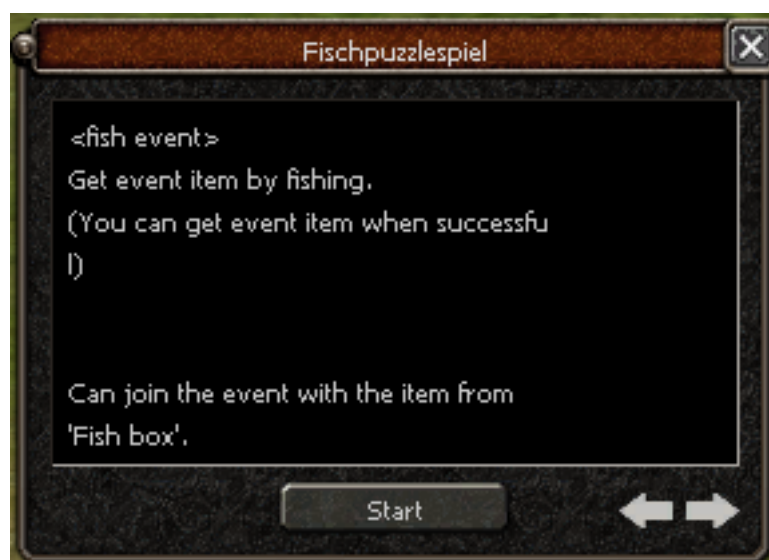 Fischpuzzlespiel
<fish event>
Get event item by fishing.
(You can get event item when successfu
l)
Can join the event with the item from
'Fish box'.
Start